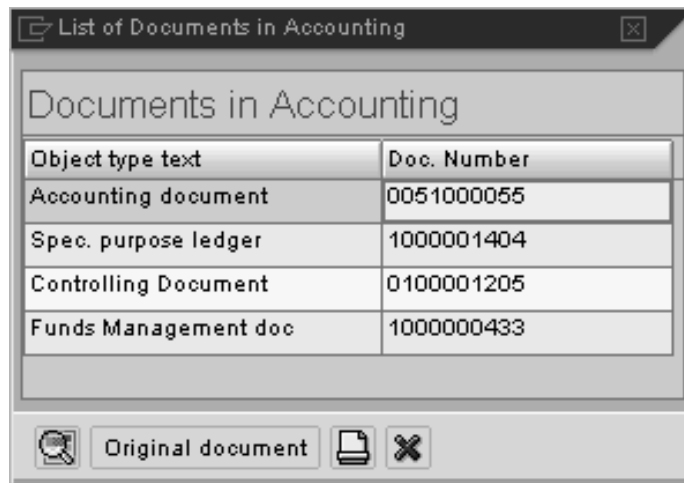 List of Documents in Accounting
Documents in Accounting
Object type text Doc. Number
Accounting document 0051000055
Spec. purpose ledger 1000001404
Controlling Document 0100001205
Funds Management doc 1000000433
Original document